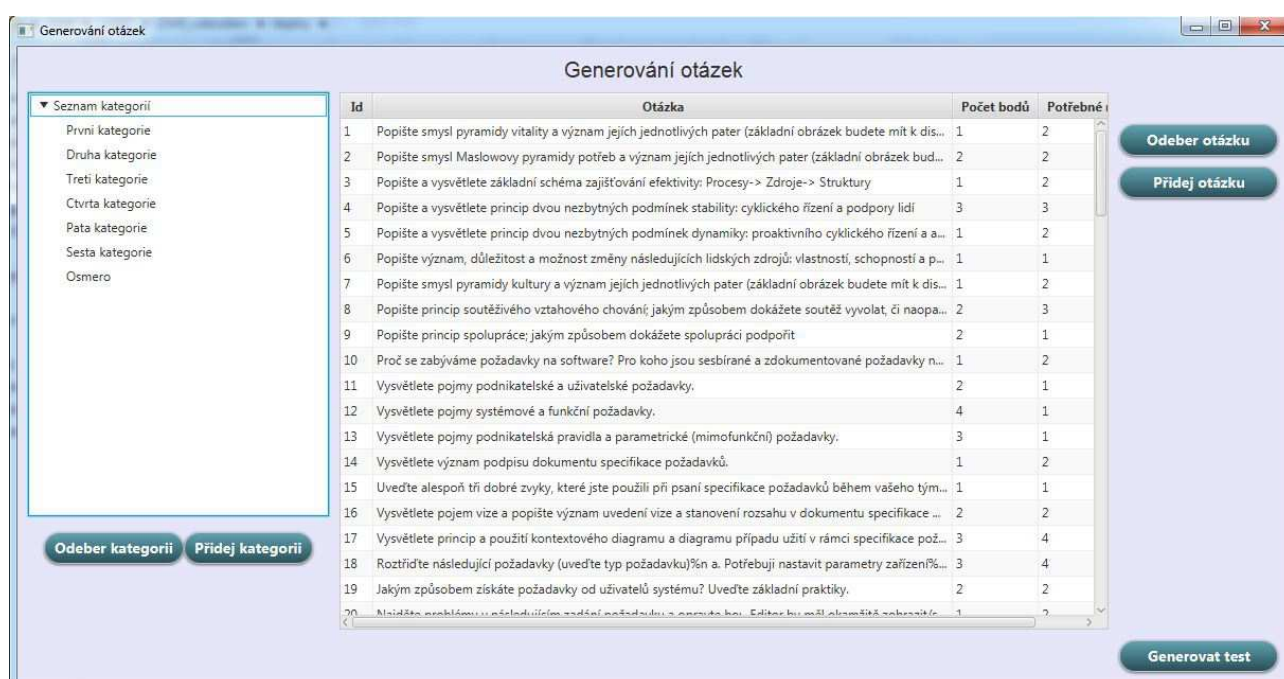 Generování otázek
Generování otázek
Seznam kategorií
Prvni kategorie
Druha kategorie
Treti kategorie
Ctvrta kategorie
Pata kategorie
Sesta kategorie
Osmero
Odeber kategorii Přidej kategorii
Id Otázka Počet bodů Potřebné
1 Popište smysl pyramidy vitality a význam jejích jednotlivých pater (základní obrázek budete mít k dis... 1 2
2 Popište smysl Maslowovy pyramidy potřeb a význam jejích jednotlivých pater (základní obrázek bud... 2 2
3 Popište a vysvětlete základní schéma zajišťování efektivity: Procesy-> Zdroje-> Struktury 1 2
4 Popište a vysvětlete princip dvou nezbytných podmínek stability: cyklického řízení a podpory lidí 3 3
5 Popište a vysvětlete princip dvou nezbytných podmínek dynamiky: proaktivního cyklického řízení a a... 1 2
6 Popište význam, důležitost a možnost změny následujících lidských zdrojů: vlastností, schopností a p... 1 1
7 Popište smysl pyramidy kultury a význam jejích jednotlivých pater (základní obrázek budete mít k dis... 1 2
8 Popište princip soutěživého vztahového chování; jakým způsobem dokážete soutěž vyvolat, či naopa... 2 3
9 Popište princip spolupráce; jakým způsobem dokážete spolupráci podpořit 2 1
10 Proč se zabýváme požadavky na software? Pro koho jsou sesbírané a zdokumentované požadavky n... 1 2
11 Vysvětlete pojmy podnikatelské a uživatelské požadavky. 2 1
12 Vysvětlete pojmy systémové a funkční požadavky. 4 1
13 Vysvětlete pojmy podnikatelská pravidla a parametrické (mimofunkční) požadavky. 3 1
14 Vysvětlete význam podpisu dokumentu specifikace požadavků. 1 2
15 Uveďte alespoň tři dobré zvyky, které jste použili při psaní specifikace požadavků během vašeho tým... 1 1
16 Vysvětlete pojem vize a popište význam uvedení vize a stanovení rozsahu v dokumentu specifikace ... 2 2
17 Vysvětlete princip a použití kontextového diagramu a diagramu případu užití v rámci specifikace pož... 3 4
18 Roztřiďte následující požadavky (uveďte typ požadavku)%n a. Potřebuji nastavit parametry zařízení%... 3 4
19 Jakým způsobem získáte požadavky od uživatelů systému? Uveďte základní praktiky. 2 2
20 1 2
Odeber otázku
Přidej otázku
Generovat test